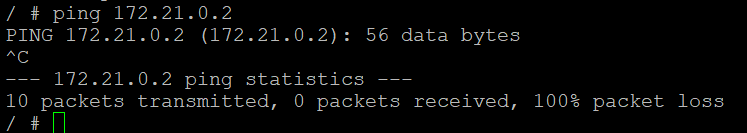 / # ping 172.21.0.2
PING 172.21.0.2 (172.21.0.2): 56 data bytes
^C
--- 172.21.0.2 ping statistics ---
10 packets transmitted, 0 packets received, 100% packet loss
/ #